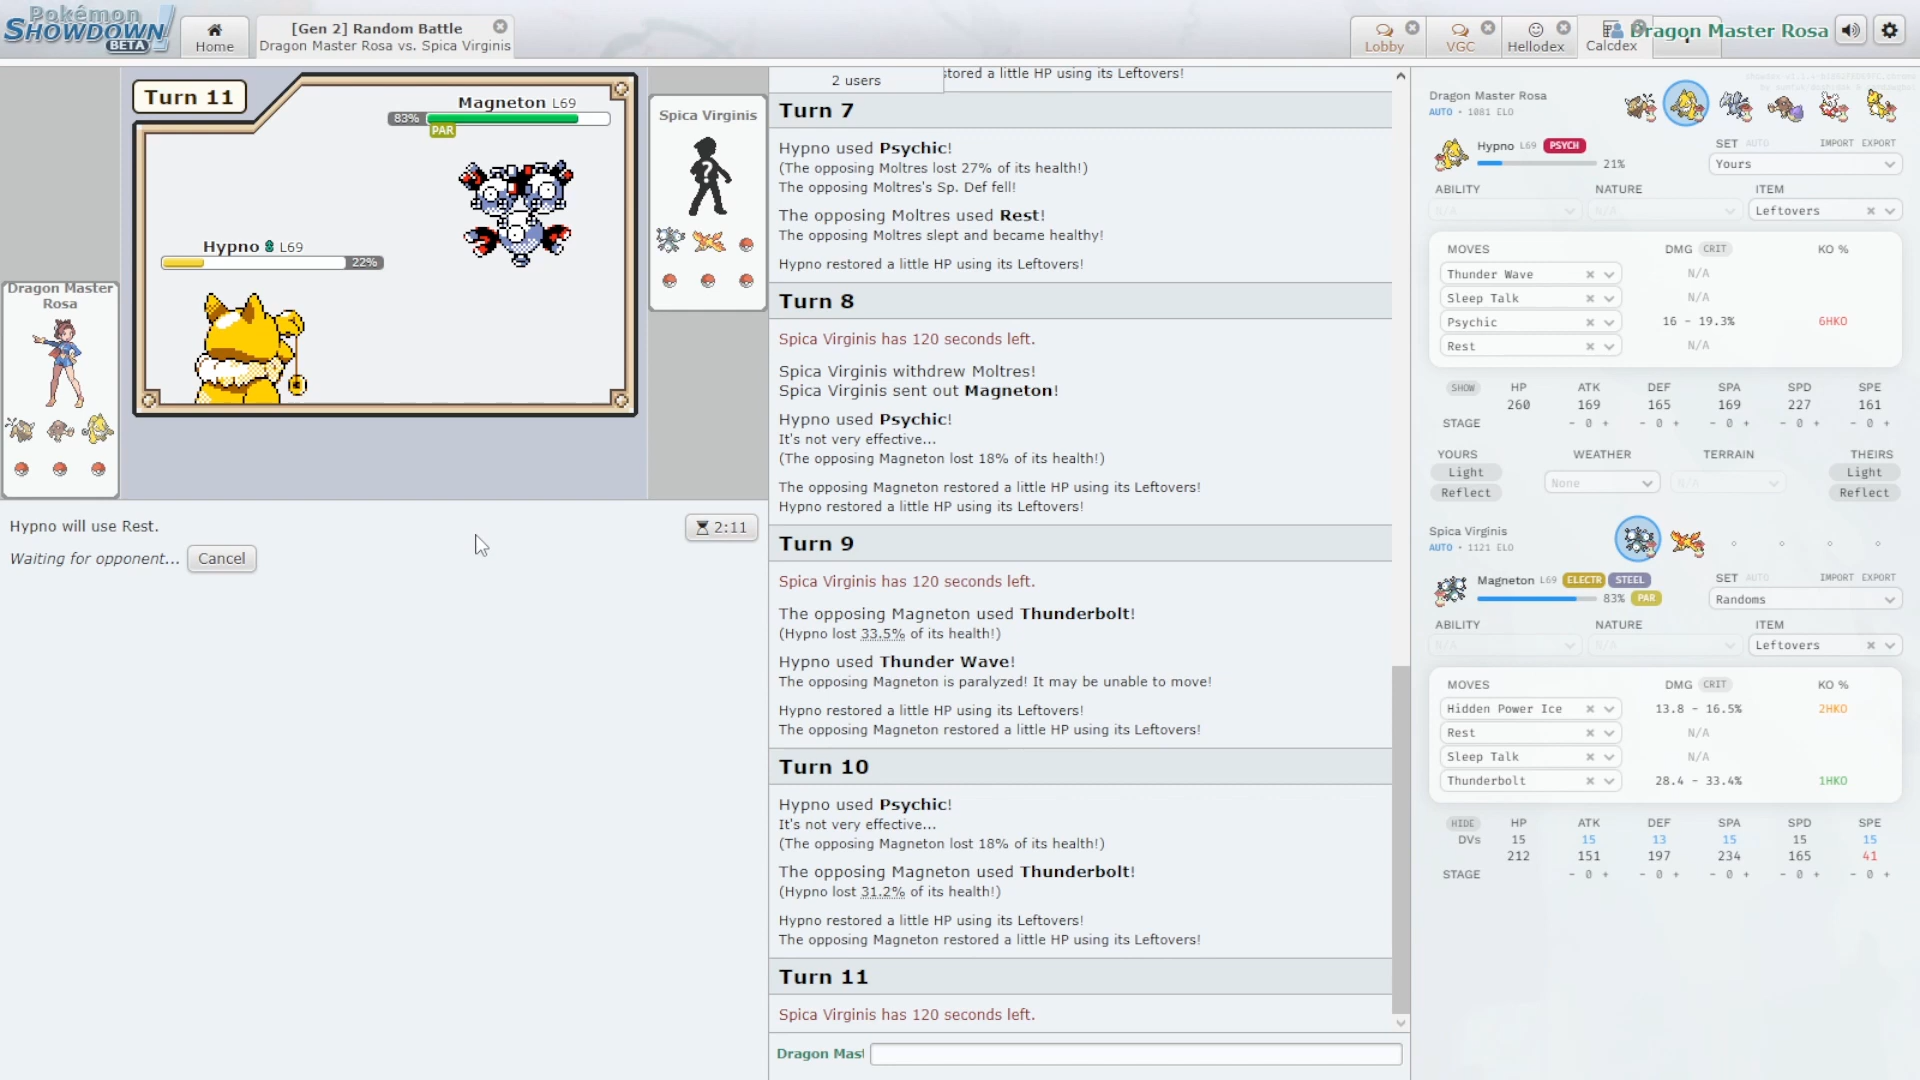 Pokémon
SHOWDOWN!
BETA
Home
[Gen 2] Random Battle
Dragon Master Rosa vs. Spica Virginis
Lobby
VGC
Hellodex
Calcdex
Dragon Master Rosa
Turn 11
Magneton L69
83%
PAR
Hypno L69
22%
Dragon Master
Rosa
Spica Virginis
?
Hypno will use Rest.
2:11
Waiting for opponent... Cancel
2 users
stored a little HP using its Leftovers!
Turn 7
Hypno used Psychic!
(The opposing Moltres lost 27% of its health!)
The opposing Moltres's Sp. Def fell!
The opposing Moltres used Rest!
The opposing Moltres slept and became healthy!
Hypno restored a little HP using its Leftovers!
Turn 8
Spica Virginis has 120 seconds left.
Spica Virginis withdrew Moltres!
Spica Virginis sent out Magneton!
Hypno used Psychic!
It's not very effective...
(The opposing Magneton lost 18% of its health!)
The opposing Magneton restored a little HP using its Leftovers!
Hypno restored a little HP using its Leftovers!
Turn 9
Spica Virginis has 120 seconds left.
The opposing Magneton used Thunderbolt!
(Hypno lost 33.5% of its health!)
Hypno used Thunder Wave!
The opposing Magneton is paralyzed! It may be unable to move!
Hypno restored a little HP using its Leftovers!
The opposing Magneton restored a little HP using its Leftovers!
Turn 10
Hypno used Psychic!
It's not very effective...
(The opposing Magneton lost 18% of its health!)
The opposing Magneton used Thunderbolt!
(Hypno lost 31.2% of its health!)
Hypno restored a little HP using its Leftovers!
The opposing Magneton restored a little HP using its Leftovers!
Turn 11
Spica Virginis has 120 seconds left.
Dragon Mast
Dragon Master Rosa
AUTO • 1081 ELO
Hypno L69 PSYCH
21%
SET AUTO IMPORT EXPORT
Yours
ABILITY NATURE ITEM
N/A N/A Leftovers
MOVES DMG CRIT KO %
Thunder Wave N/A
Sleep Talk N/A
Psychic 16 - 19.3% 6HKO
Rest N/A
SHOW HP ATK DEF SPA SPD SPE
260 169 165 169 227 161
STAGE - 0 + - 0 + - 0 + - 0 + - 0 +
YOURS WEATHER TERRAIN THEIRS
Light None N/A Light
Reflect Reflect
Spica Virginis
AUTO • 1121 ELO
Magneton L69 ELECTR STEEL
83% PAR
SET AUTO IMPORT EXPORT
Randoms
ABILITY NATURE ITEM
N/A N/A Leftovers
MOVES DMG CRIT KO %
Hidden Power Ice 13.8 - 16.5% 2HKO
Rest N/A
Sleep Talk N/A
Thunderbolt 28.4 - 33.4% 1HKO
HIDE HP ATK DEF SPA SPD SPE
DVs 15 15 13 15 15 15
212 151 197 234 165 41
STAGE - 0 + - 0 + - 0 + - 0 + - 0 +